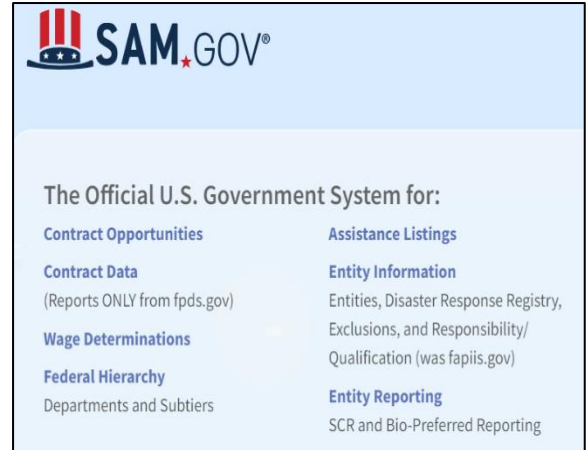 SAM.GOV®
The Official U.S. Government System for:
Contract Opportunities
Contract Data
(Reports ONLY from fpds.gov)
Wage Determinations
Federal Hierarchy
Departments and Subtiers
Assistance Listings
Entity Information
Entities, Disaster Response Registry,
Exclusions, and Responsibility/
Qualification (was fapiis.gov)
Entity Reporting
SCR and Bio-Preferred Reporting